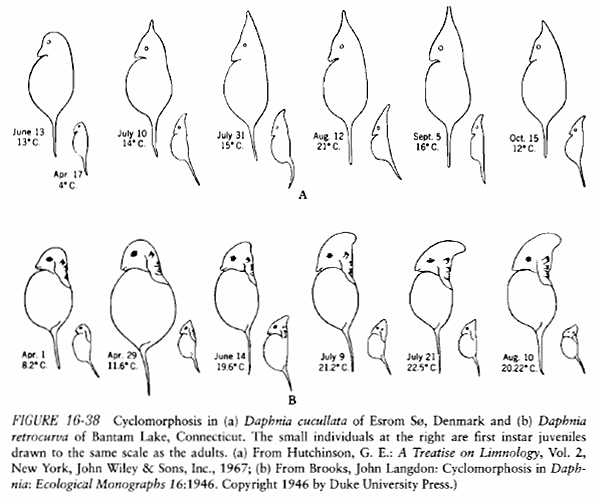 June 13
13° C.
Apr. 17
4° C.
July 10
14° C.
July 31
15° C.
Aug. 12
21° C.
Sept. 5
16° C.
Oct. 15
12° C.
A
Apr. 1
8.2° C.
Apr. 29
11.6° C.
June 14
19.6° C.
July 9
21.2° C.
July 21
22.5° C.
Aug. 10
20.22° C.
B
FIGURE 16-38 Cyclomorphosis in (a) Daphnia cucullata of Esrom Sø, Denmark and (b) Daphnia
retrocurva of Bantam Lake, Connecticut. The small individuals at the right are first instar juveniles
drawn to the same scale as the adults. (a) From Hutchinson, G. E.: A Treatise on Limnology, Vol. 2,
New York, John Wiley & Sons, Inc., 1967; (b) From Brooks, John Langdon: Cyclomorphosis in Daph-
nia: Ecological Monographs 16:1946. Copyright 1946 by Duke University Press.)